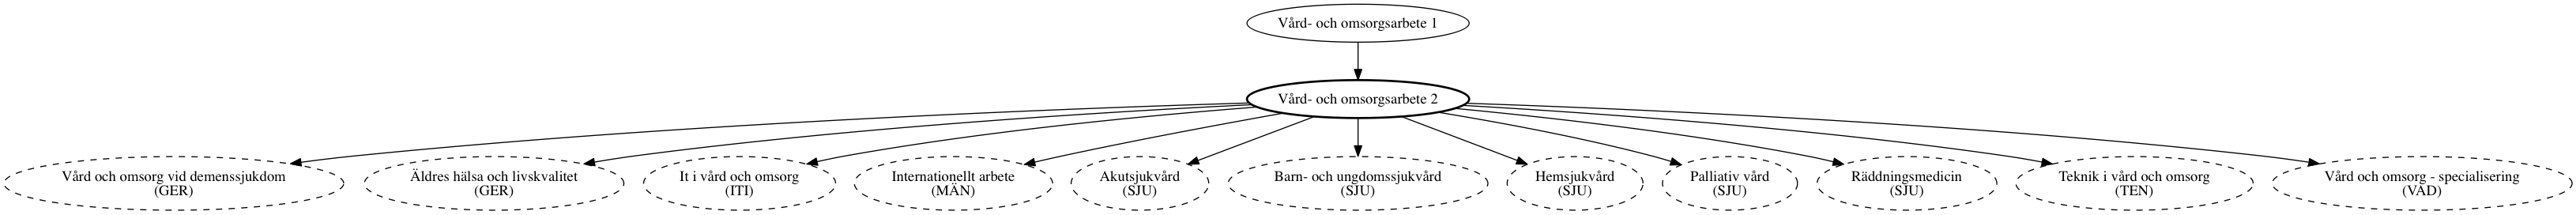 Vård- och omsorgsarbete 1
Vård- och omsorgsarbete 2
Vård och omsorg vid demenssjukdom
(GER)
Äldres hälsa och livskvalitet
(GER)
It i vård och omsorg
(ITI)
Internationellt arbete
(MÄN)
Akutsjukvård
(SJU)
Barn- och ungdomssjukvård
(SJU)
Hemsjukvård
(SJU)
Palliativ vård
(SJU)
Räddningsmedicin
(SJU)
Teknik i vård och omsorg
(TEN)
Vård och omsorg - specialisering
(VAD)